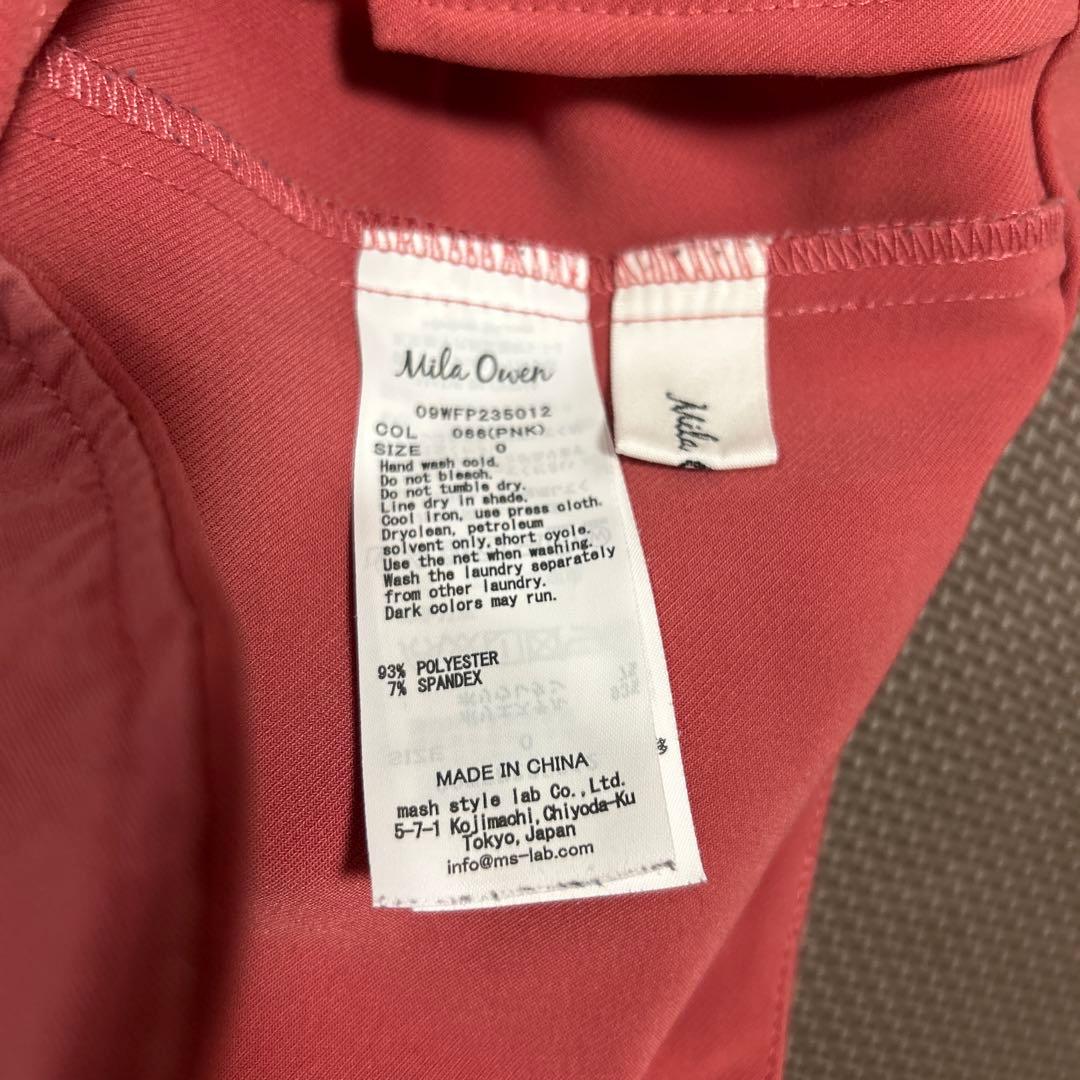 Mila Owen
09WFP235012
COL 066(PNK)
SIZE 0
Hand wash cold.
Do not bleach.
Do not tumble dry.
Line dry in shade.
Cool iron, use press cloth.
Dryclean, petroleum
solvent only, short cycle.
Use the net when washing.
Wash the laundry separately
from other laundry.
Dark colors may run.
93% POLYESTER
7% SPANDEX
MADE IN CHINA
mash style lab Co.,Ltd.
5-7-1 Kojimachi, Chiyoda-Ku
Tokyo, Japan
info@ms-lab.com
Mila